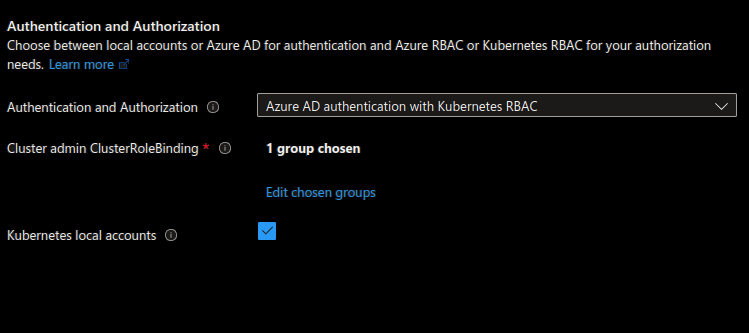 Authentication and Authorization
Choose between local accounts or Azure AD for authentication and Azure RBAC or Kubernetes RBAC for your authorization
needs. Learn more
Authentication and Authorization
Azure AD authentication with Kubernetes RBAC
Cluster admin ClusterRoleBinding *
1 group chosen
Edit chosen groups
Kubernetes local accounts